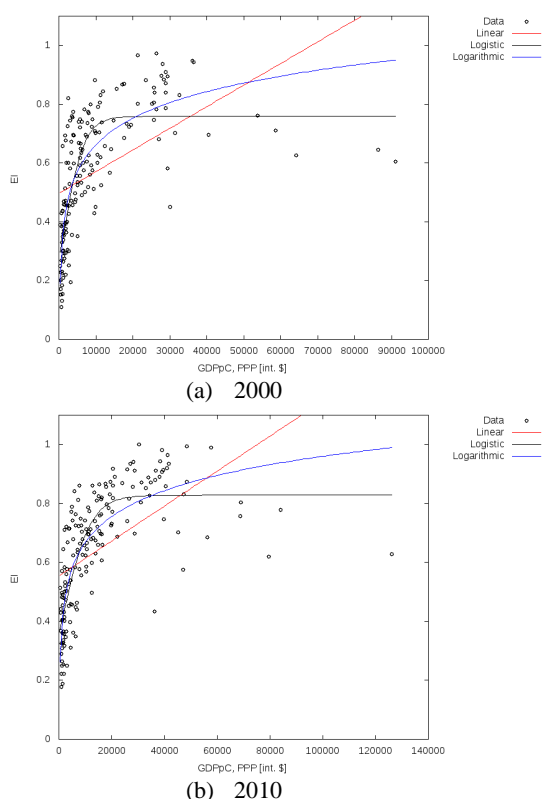 1
0.8
0.6
0.4
0.2
0
EI
0 10000 20000 30000 40000 50000 60000 70000 80000 90000 100000
GDPpC, PPP [int. $]
Data
Linear
Logistic
Logarithmic
(a) 2000
1
0.8
0.6
0.4
0.2
0
EI
0 20000 40000 60000 80000 100000 120000 140000
GDPpC, PPP [int. $]
Data
Linear
Logistic
Logarithmic
(b) 2010